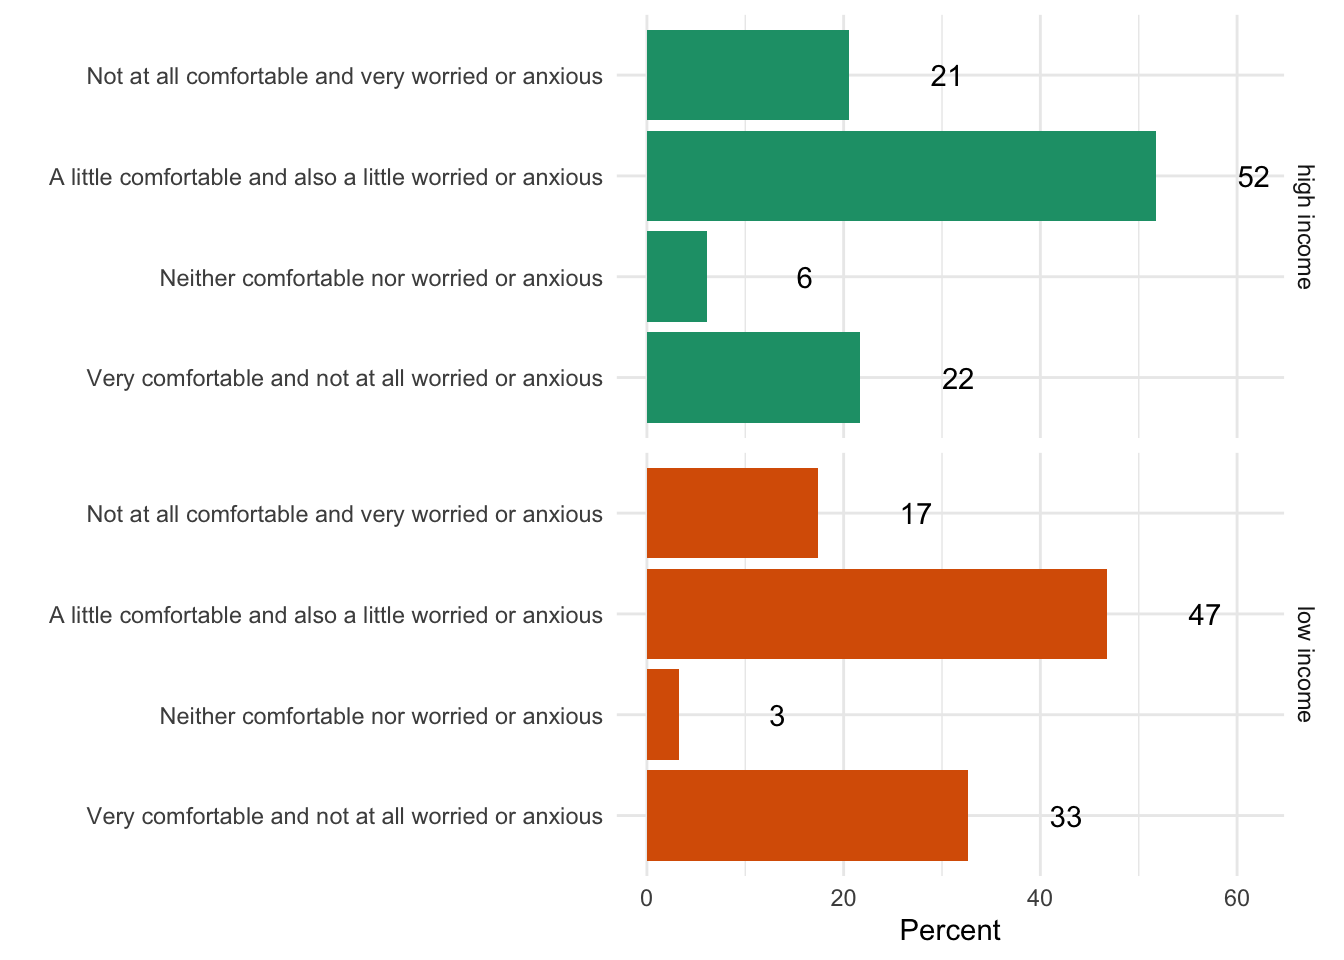 Not at all comfortable and very worried or anxious
21
A little comfortable and also a little worried or anxious
52
Neither comfortable nor worried or anxious
6
Very comfortable and not at all worried or anxious
22
high income
Not at all comfortable and very worried or anxious
17
A little comfortable and also a little worried or anxious
47
Neither comfortable nor worried or anxious
3
Very comfortable and not at all worried or anxious
33
low income
0 20 40 60
Percent